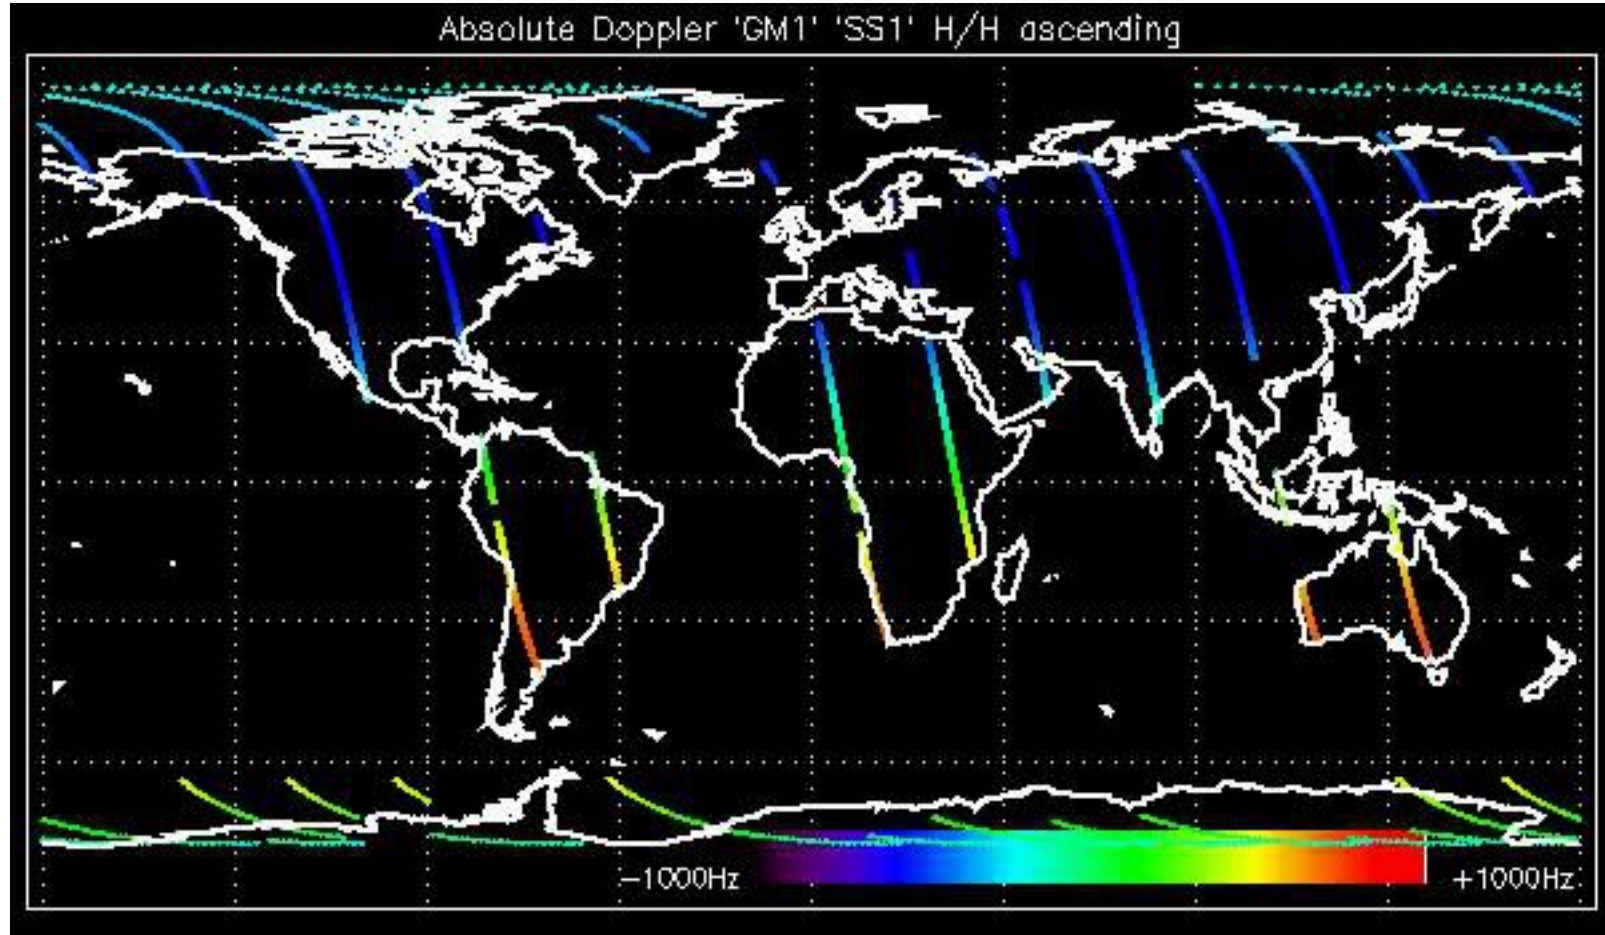 Absolute Doppler 'GM1' 'SS1' H/H ascending
-1000Hz +1000Hz